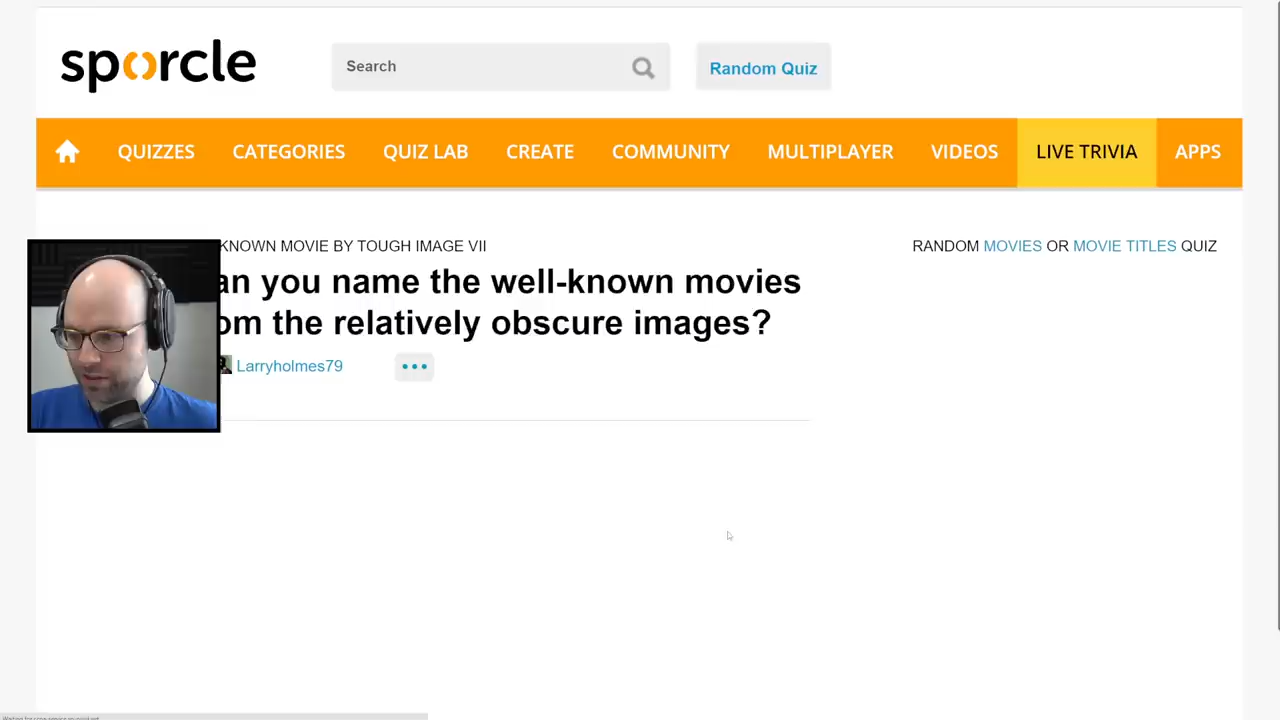 sporcle
Search
Random Quiz
QUIZZES
CATEGORIES
QUIZ LAB
CREATE
COMMUNITY
MULTIPLAYER
VIDEOS
LIVE TRIVIA
APPS
KNOWN MOVIE BY TOUGH IMAGE VII
RANDOM MOVIES OR MOVIE TITLES QUIZ
an you name the well-known movies
om the relatively obscure images?
Larryholmes79